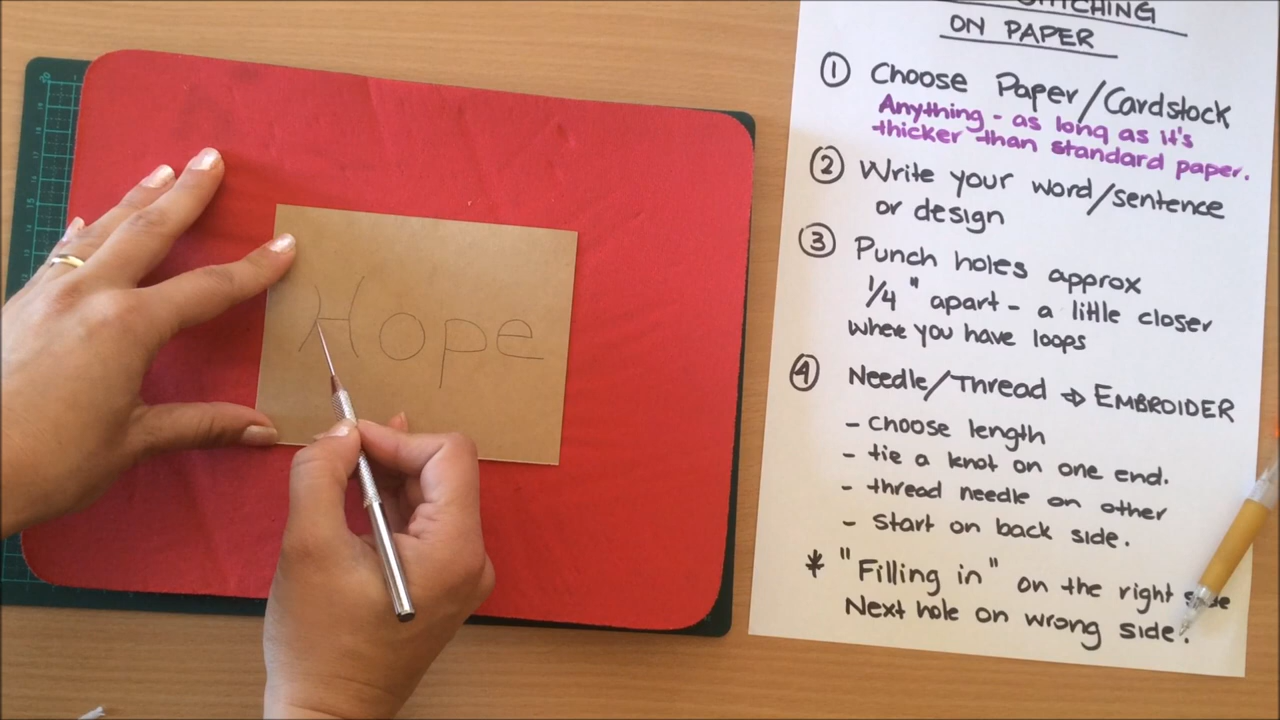 ON PAPER
① Choose Paper/Cardstock
Anything - as long as it's
thicker than standard paper.
② Write your word/sentence
or design
③ Punch holes approx
1/4" apart - a little closer
where you have loops
④ Needle/Thread ⇨ EMBROIDER
- Choose length
- tie a knot on one end.
- thread needle on other
- Start on back side.
* "Filling in" on the right side
Next hole on wrong side.
Hope